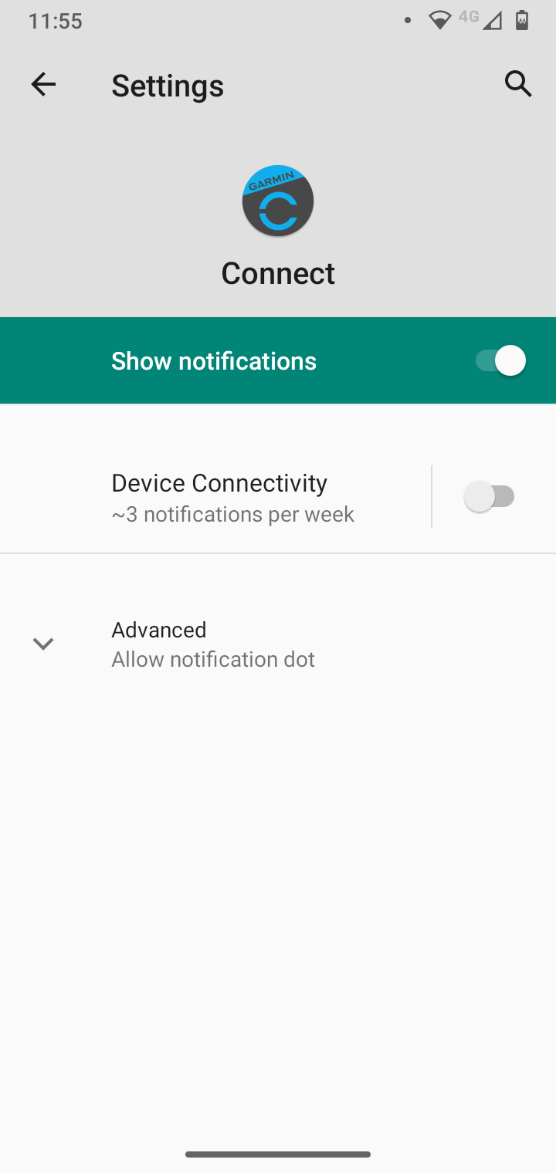 11:55
4G
Settings
GARMIN
Connect
Show notifications
Device Connectivity
~3 notifications per week
Advanced
Allow notification dot